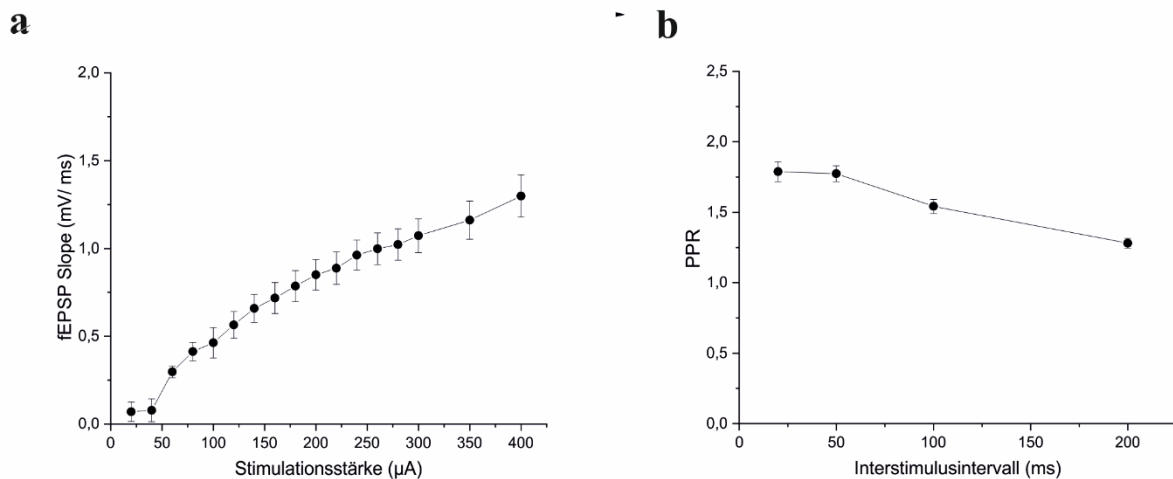 a
fEPSP Slope (mV/ ms)
2,0
1,5
1,0
0,5
0,0
0 50 100 150 200 250 300 350 400
Stimulationsstärke (µA)
b
PPR
2,5
2,0
1,5
1,0
0,5
0,0
0 50 100 150 200
Interstimulusintervall (ms)